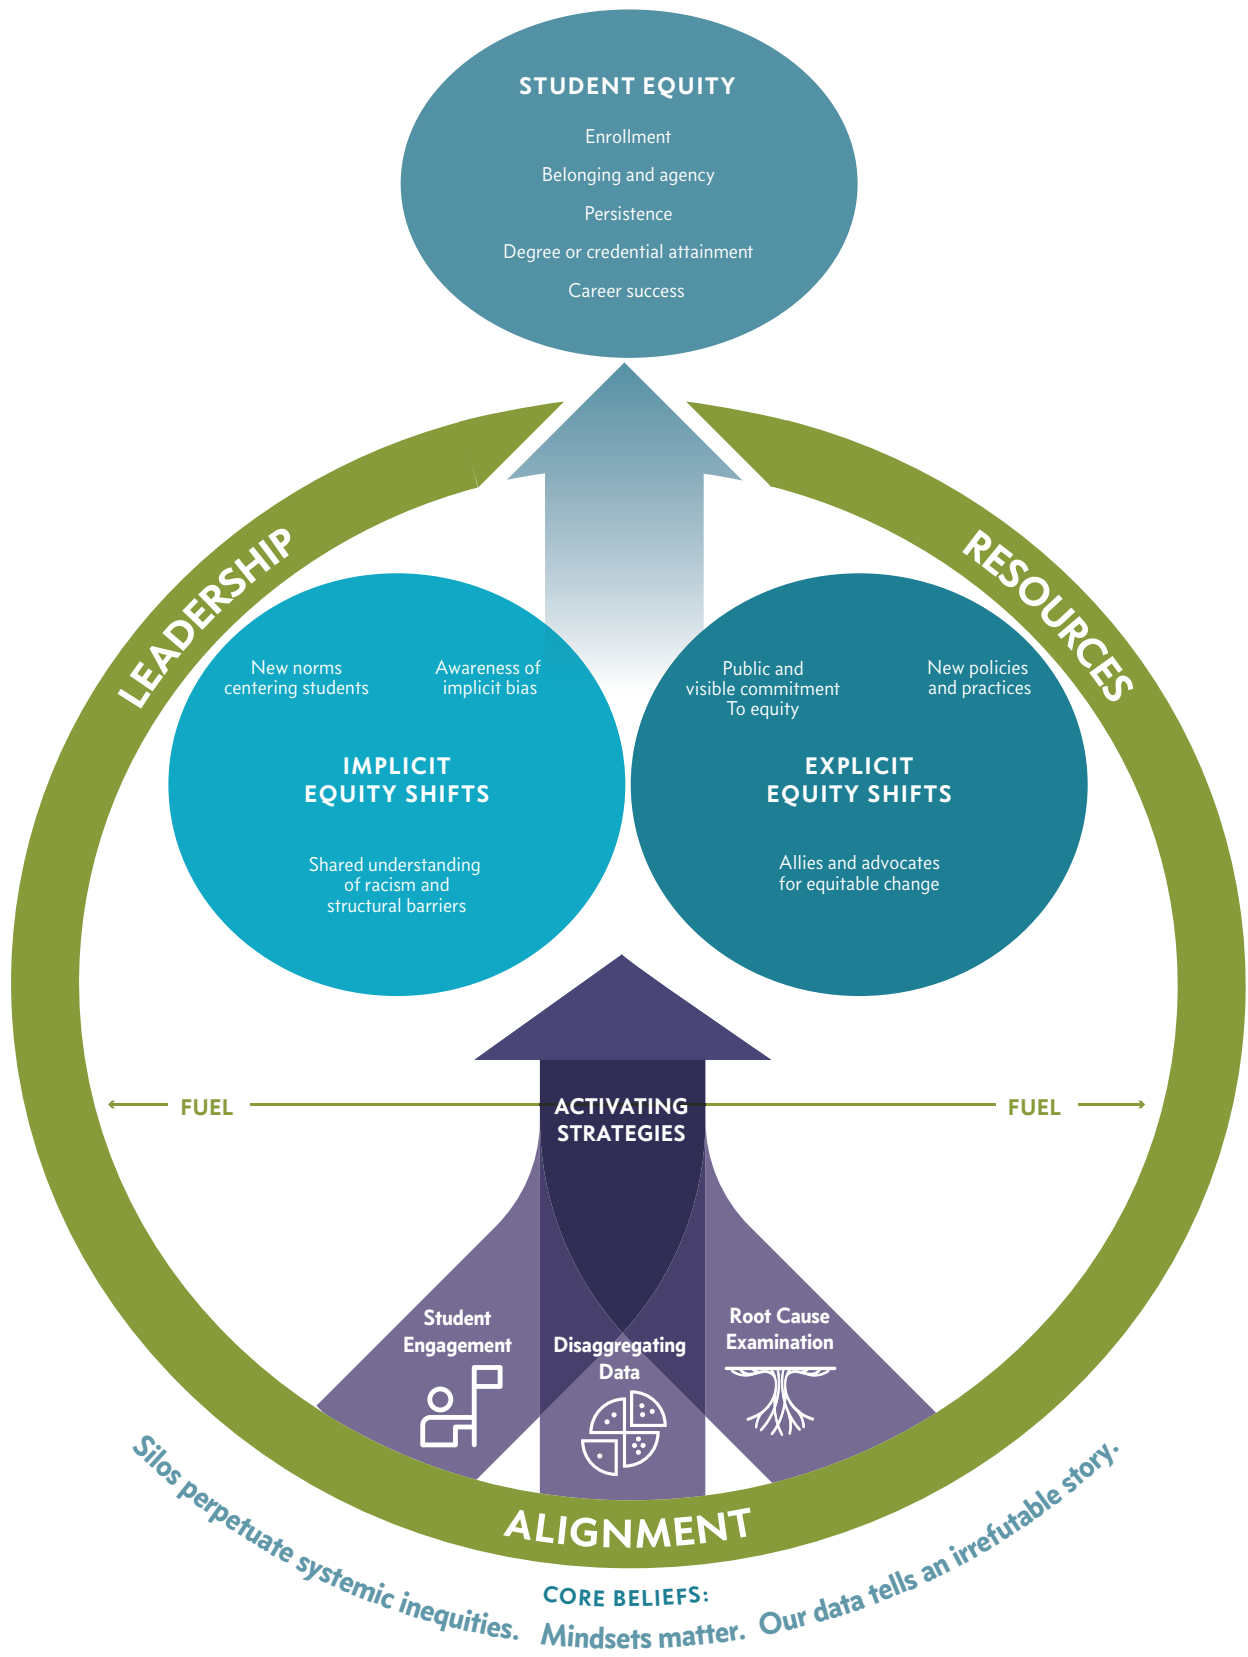 STUDENT EQUITY
Enrollment
Belonging and agency
Persistence
Degree or credential attainment
Career success
LEADERSHIP
RESOURCES
New norms
centering students
Awareness of
implicit bias
IMPLICIT
EQUITY SHIFTS
Shared understanding
of racism and
structural barriers
Public and
visible commitment
To equity
New policies
and practices
EXPLICIT
EQUITY SHIFTS
Allies and advocates
for equitable change
FUEL
ACTIVATING
STRATEGIES
FUEL
Student
Engagement
Disaggregating
Data
Root Cause
Examination
ALIGNMENT
CORE BELIEFS:
Silos perpetuate systemic inequities. Mindsets matter. Our data tells an irrefutable story.